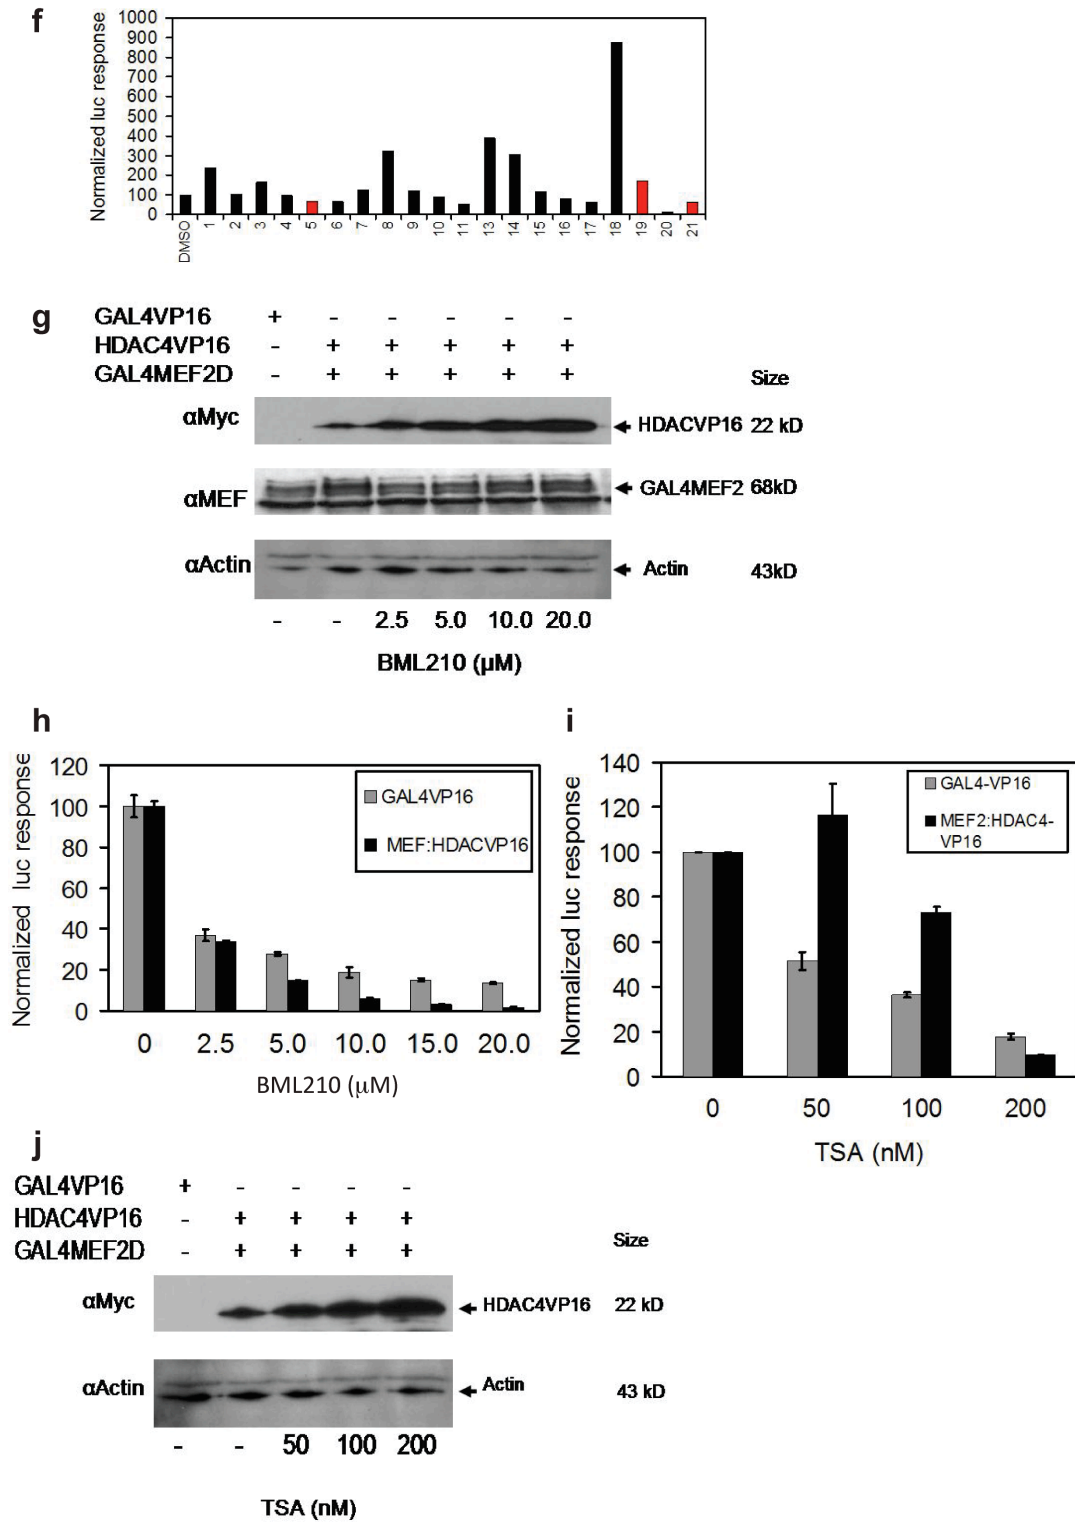 f
Normalized luc response
1000
900
800
700
600
500
400
300
200
100
0
DMSO 1 2 3 4 5 6 7 8 9 10 11 13 14 15 16 17 18 19 20 21
g
GAL4VP16 + - - - - -
HDAC4VP16 - + + + + +
GAL4MEF2D - + + + + +
Size
αMyc HDACVP16 22 kD
αMEF GAL4MEF2 68kD
αActin Actin 43kD
- - 2.5 5.0 10.0 20.0
BML210 (µM)
h
Normalized luc response
120
100
80
60
40
20
0
GAL4VP16
MEF:HDACVP16
0 2.5 5.0 10.0 15.0 20.0
BML210 (µM)
i
Normalized luc response
140
120
100
80
60
40
20
0
GAL4-VP16
MEF2:HDAC4-
VP16
0 50 100 200
TSA (nM)
j
GAL4VP16 + - - - -
HDAC4VP16 - + + + +
GAL4MEF2D - + + + +
Size
αMyc HDAC4VP16 22 kD
αActin Actin 43 kD
- - 50 100 200
TSA (nM)